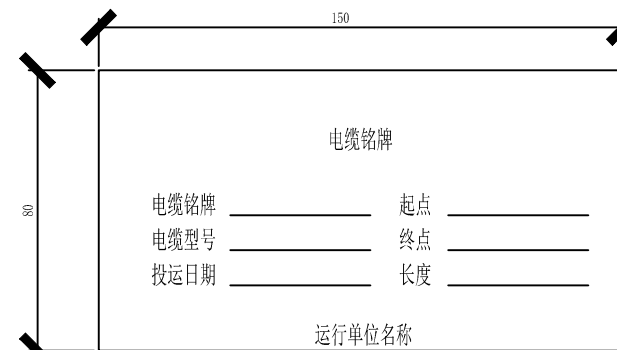 150
电缆铭牌
80
电缆铭牌 起点
电缆型号 终点
投运日期 长度
运行单位名称